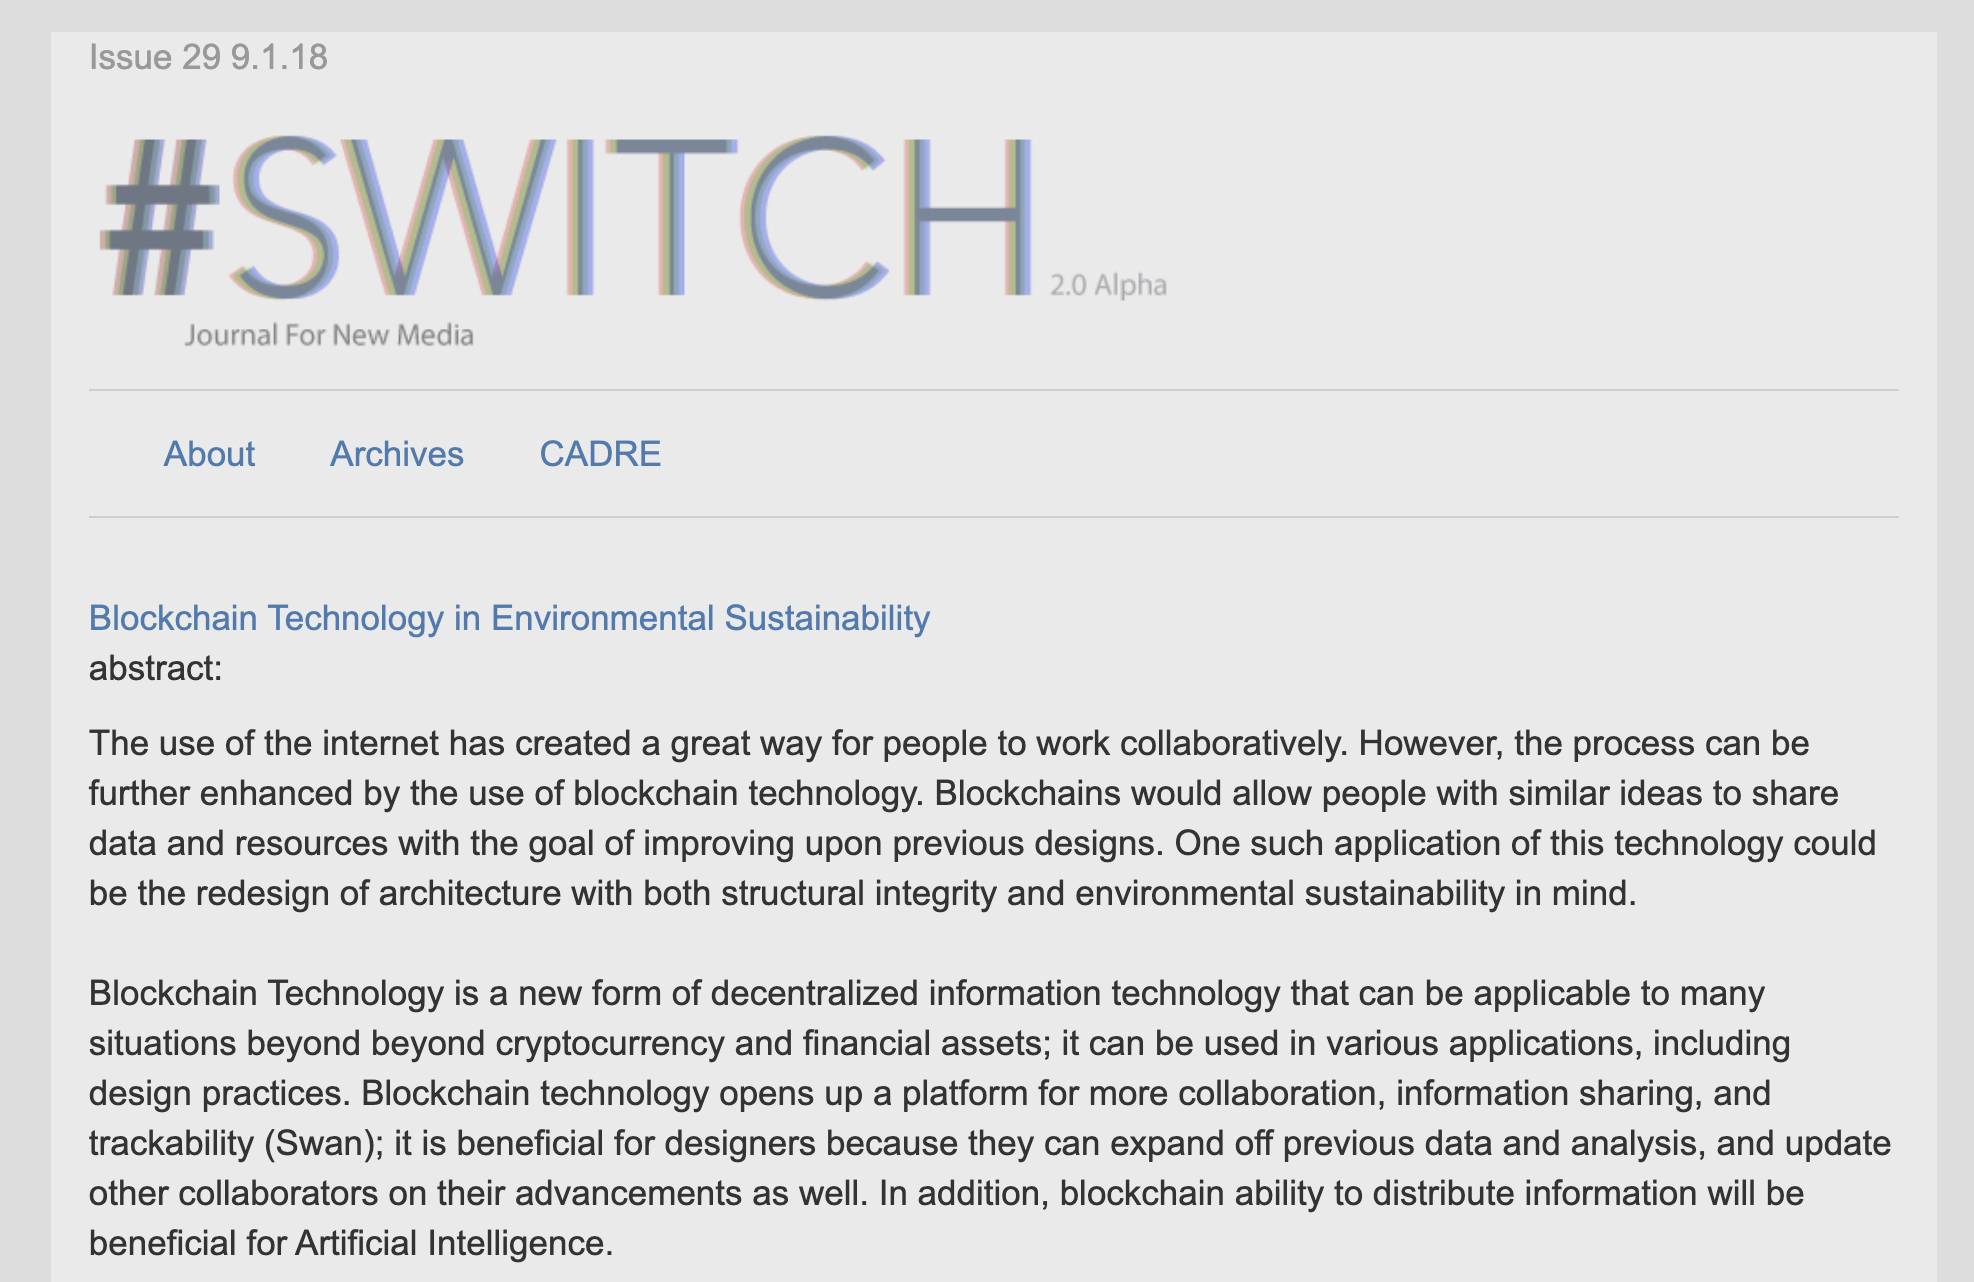 Issue 29 9.1.18
#SWITCH 2.0 Alpha
Journal For New Media
About Archives CADRE
Blockchain Technology in Environmental Sustainability
abstract:
The use of the internet has created a great way for people to work collaboratively. However, the process can be
further enhanced by the use of blockchain technology. Blockchains would allow people with similar ideas to share
data and resources with the goal of improving upon previous designs. One such application of this technology could
be the redesign of architecture with both structural integrity and environmental sustainability in mind.
Blockchain Technology is a new form of decentralized information technology that can be applicable to many
situations beyond beyond cryptocurrency and financial assets; it can be used in various applications, including
design practices. Blockchain technology opens up a platform for more collaboration, information sharing, and
trackability (Swan); it is beneficial for designers because they can expand off previous data and analysis, and update
other collaborators on their advancements as well. In addition, blockchain ability to distribute information will be
beneficial for Artificial Intelligence.